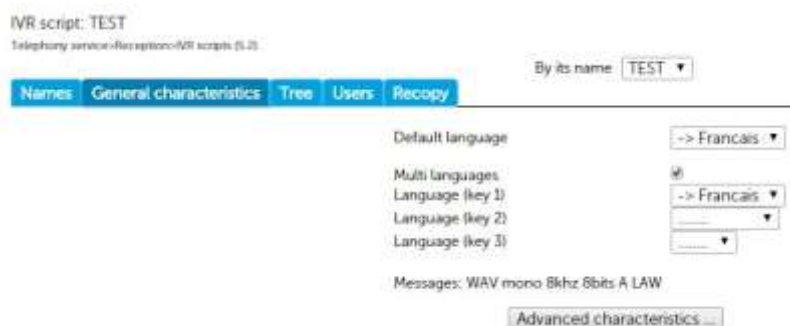 IVR script: TEST
Telephony service>Reception>IVR scripts (5.2)
By its name TEST
Names General characteristics Tree Users Recopy
Default language -> Francais
Multi languages
Language (key 1) -> Francais
Language (key 2) ........
Language (key 3) ........
Messages: WAV mono 8khz 8bits A LAW
Advanced characteristics ...